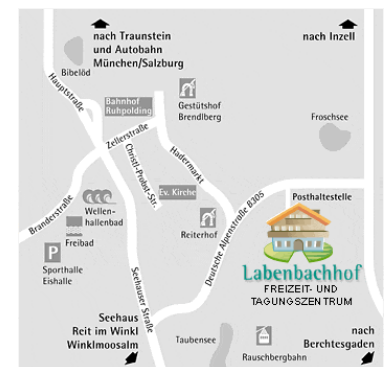 nach Traunstein
und Autobahn
München/Salzburg
nach Inzell
Bibelöd
Hauptstraße
Bahnhof
Ruhpolding
Gestütshof
Brendlberg
Froschsee
Zellerstraße
Christl-Probst-Str.
Hadermarkt
Ev. Kirche
Branderstraße
Wellen-
hallenbad
Freibad
P
Sporthalle
Eishalle
Reiterhof
Deutsche Alpenstraße B305
Posthaltestelle
Labenbachhof
FREIZEIT- UND
TAGUNGSZENTRUM
Seehauser Straße
Seehaus
Reit im Winkl
Winklmoosalm
Taubensee
Rauschbergbahn
nach
Berchtesgaden